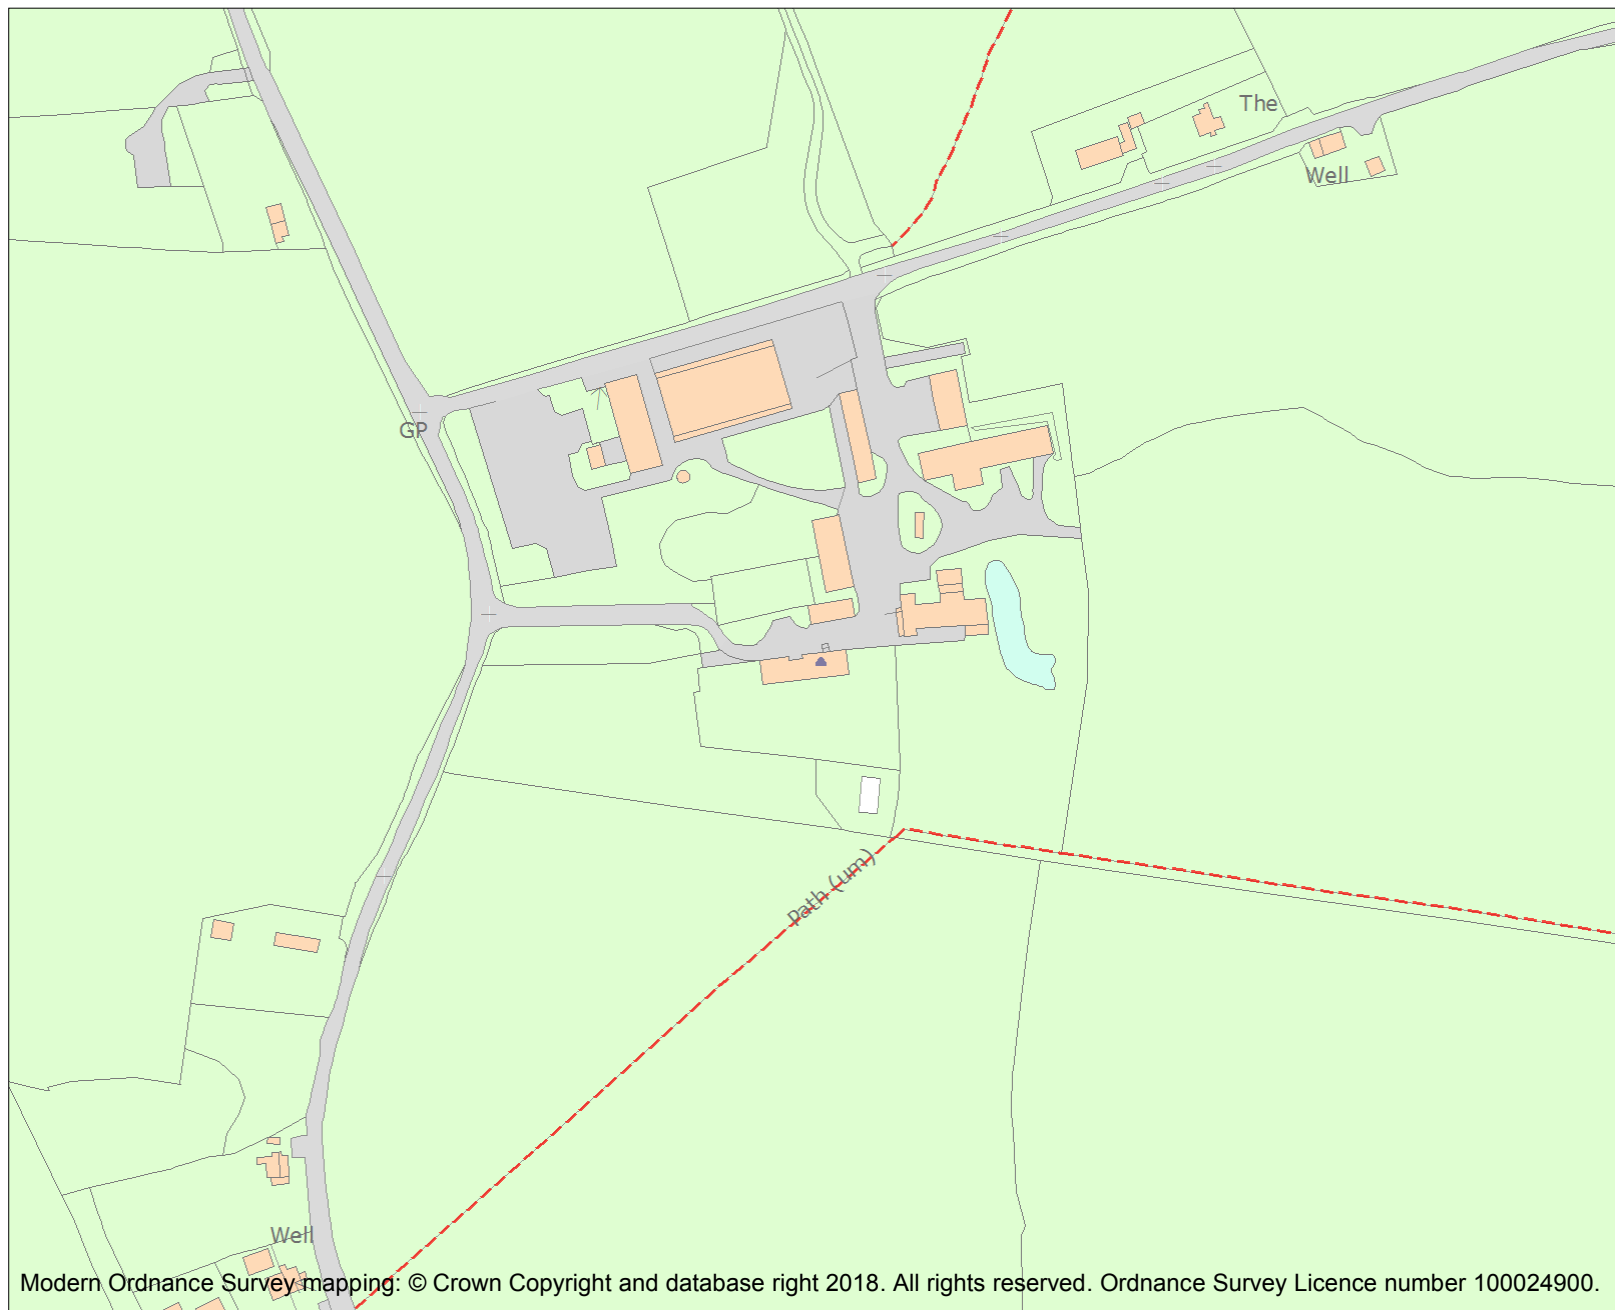 The
Well
GP
Path (um)
Well
Modern Ordnance Survey mapping: © Crown Copyright and database right 2018. All rights reserved. Ordnance Survey Licence number 100024900.